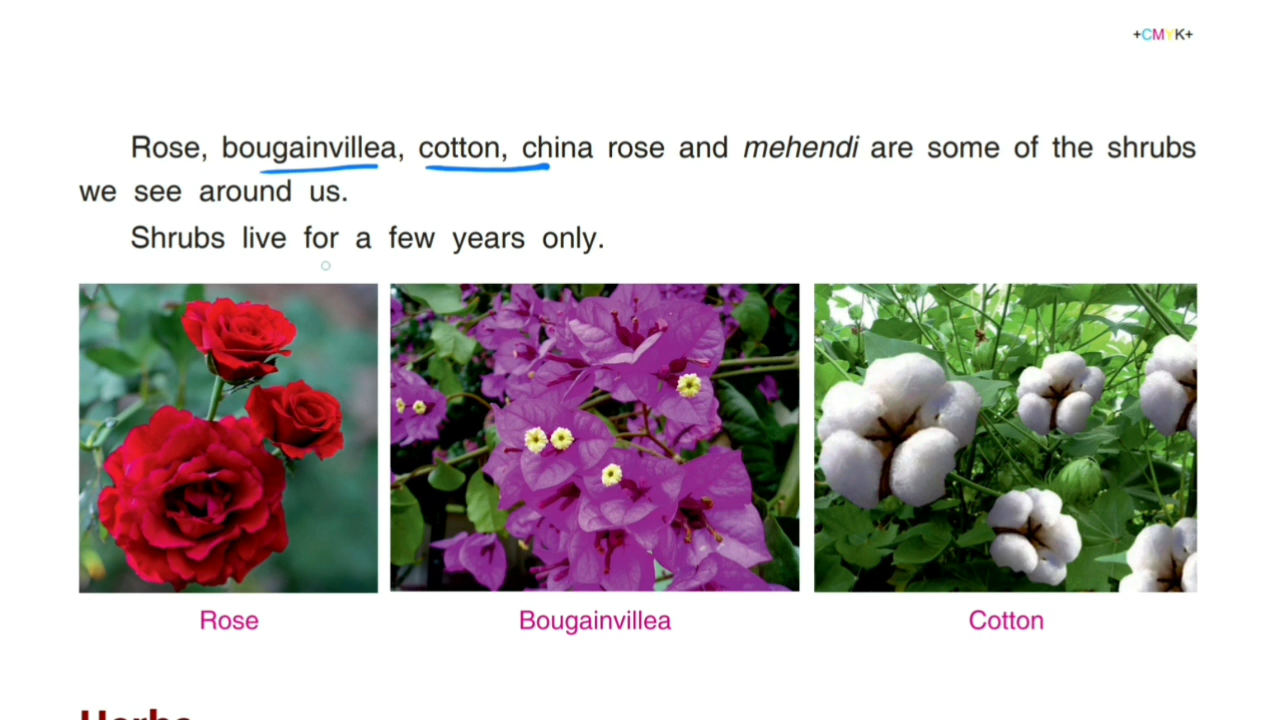 +CMYK+
Rose, bougainvillea, cotton, china rose and mehendi are some of the shrubs
we see around us.
Shrubs live for a few years only.
Rose
Bougainvillea
Cotton
Herbs